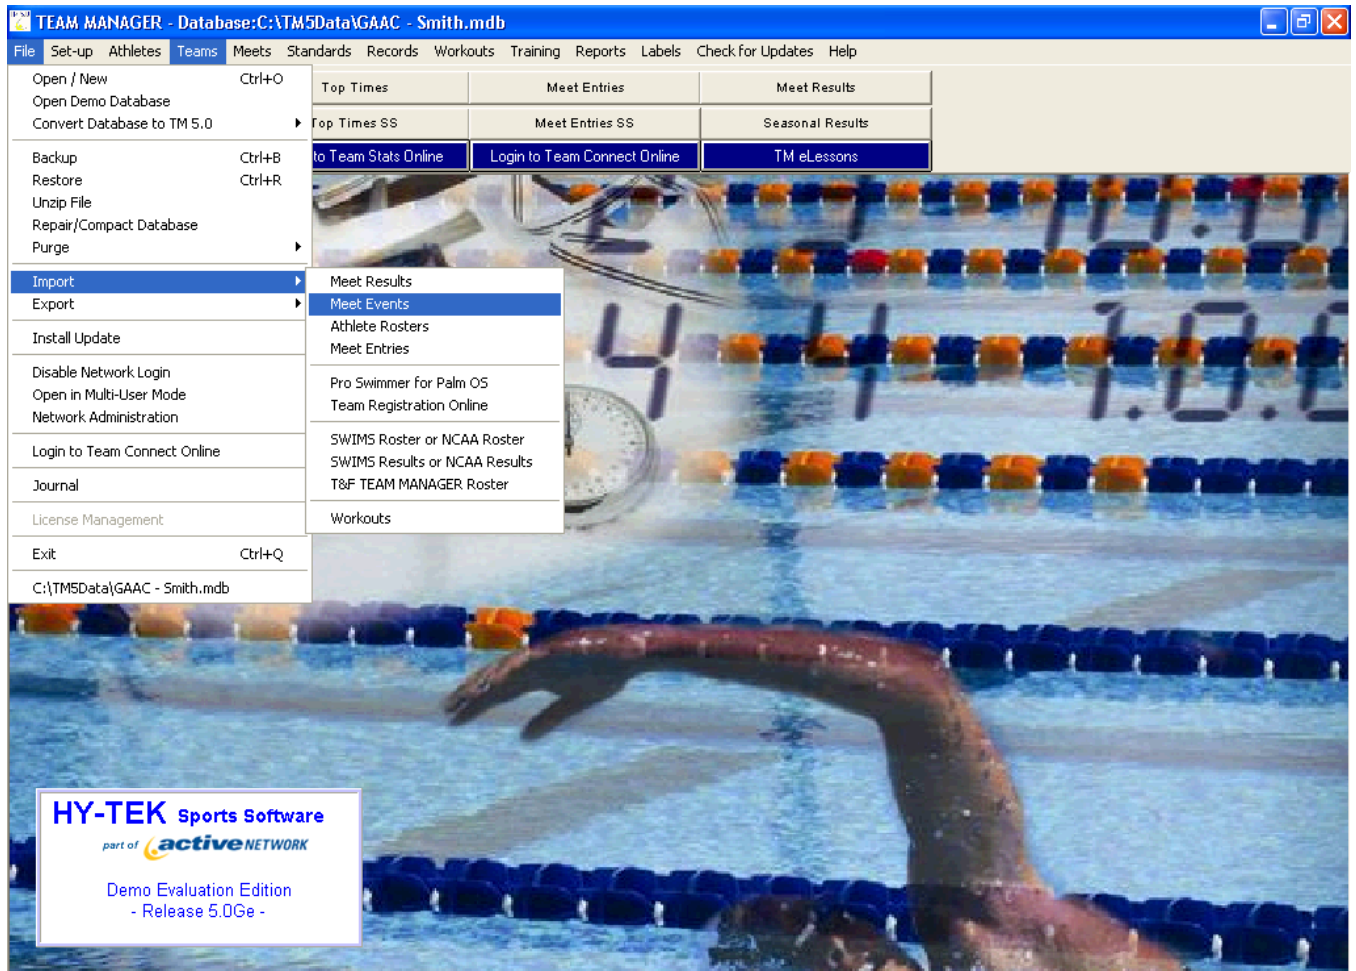 TEAM MANAGER - Database:C:\TM5Data\GAAC - Smith.mdb
File Set-up Athletes Teams Meets Standards Records Workouts Training Reports Labels Check for Updates Help
Open / New Ctrl+O
Open Demo Database
Convert Database to TM 5.0
Backup Ctrl+B
Restore Ctrl+R
Unzip File
Repair/Compact Database
Purge
Import
Export
Install Update
Disable Network Login
Open in Multi-User Mode
Network Administration
Login to Team Connect Online
Journal
License Management
Exit Ctrl+Q
C:\TM5Data\GAAC - Smith.mdb
Top Times Meet Entries Meet Results
Top Times SS Meet Entries SS Seasonal Results
to Team Stats Online Login to Team Connect Online TM eLessons
Meet Results
Meet Events
Athlete Rosters
Meet Entries
Pro Swimmer for Palm OS
Team Registration Online
SWIMS Roster or NCAA Roster
SWIMS Results or NCAA Results
T&F TEAM MANAGER Roster
Workouts
HY-TEK Sports Software
part of active NETWORK
Demo Evaluation Edition
- Release 5.0Ge -